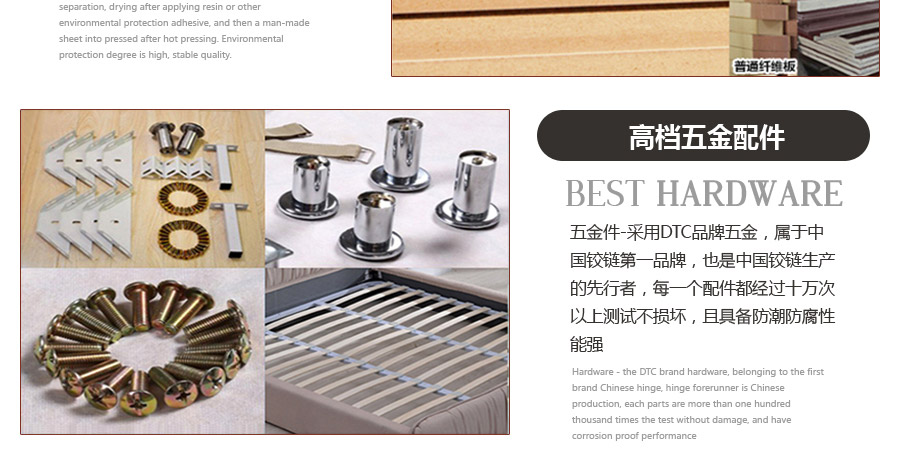 separation, drying after applying resin or other
environmental protection adhesive, and then a man-made
sheet into pressed after hot pressing. Environmental
protection degree is high, stable quality.
普通纤维板
高档五金配件
BEST HARDWARE
五金件-采用DTC品牌五金，属于中
国铰链第一品牌，也是中国铰链生产
的先行者，每一个配件都经过十万次
以上测试不损坏，且具备防潮防腐性
能强
Hardware - the DTC brand hardware, belonging to the first
brand Chinese hinge, hinge forerunner is Chinese
production, each parts are more than one hundred
thousand times the test without damage, and have
corrosion proof performance